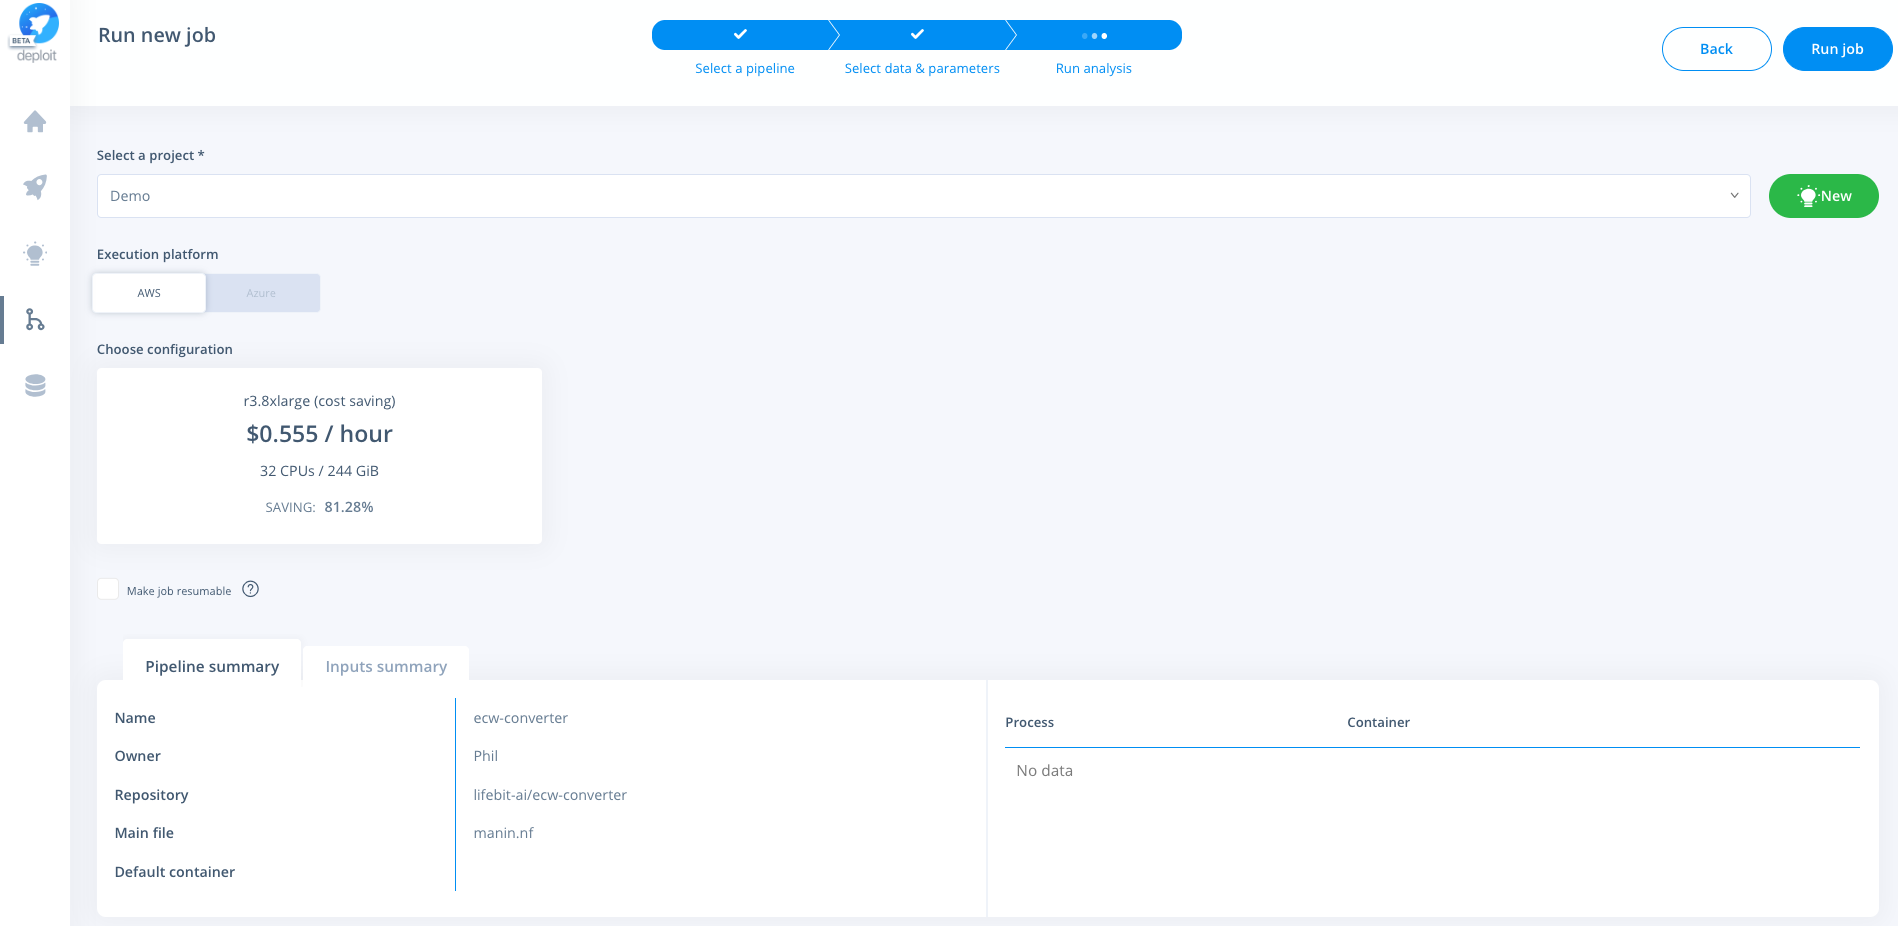 BETA
deploit
Run new job
Select a pipeline
Select data & parameters
Run analysis
Back
Run job
Select a project *
Demo
New
Execution platform
AWS
Azure
Choose configuration
r3.8xlarge (cost saving)
$0.555 / hour
32 CPUs / 244 GiB
SAVING: 81.28%
Make job resumable ?
Pipeline summary
Inputs summary
Name ecw-converter
Owner Phil
Repository lifebit-ai/ecw-converter
Main file manin.nf
Default container
Process Container
No data